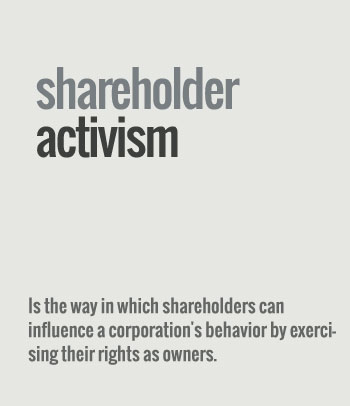 shareholder
activism
Is the way in which shareholders can
influence a corporation's behavior by exerci-
sing their rights as owners.